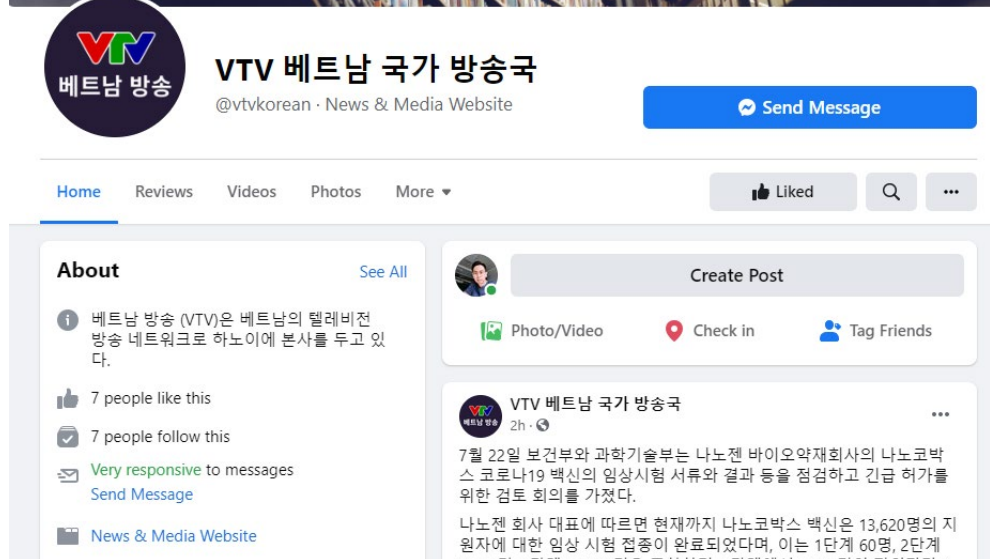 VTV
베트남 방송
VTV 베트남 국가 방송국
@vtvkorean · News & Media Website
Send Message
Home Reviews Videos Photos More
Liked
About See All
베트남 방송 (VTV)은 베트남의 텔레비전
방송 네트워크로 하노이에 본사를 두고 있
다.
7 people like this
7 people follow this
Very responsive to messages
Send Message
News & Media Website
Create Post
Photo/Video Check in Tag Friends
VTV
베트남 방송
VTV 베트남 국가 방송국
2h ·
7월 22일 보건부와 과학기술부는 나노젠 바이오약재회사의 나노코박
스 코로나19 백신의 임상시험 서류와 결과 등을 점검하고 긴급 허가를
위한 검토 회의를 가졌다.
나노젠 회사 대표에 따르면 현재까지 나노코박스 백신은 13,620명의 지
원자에 대한 임상 시험 접종이 완료되었다며, 이는 1단계 60명, 2단계